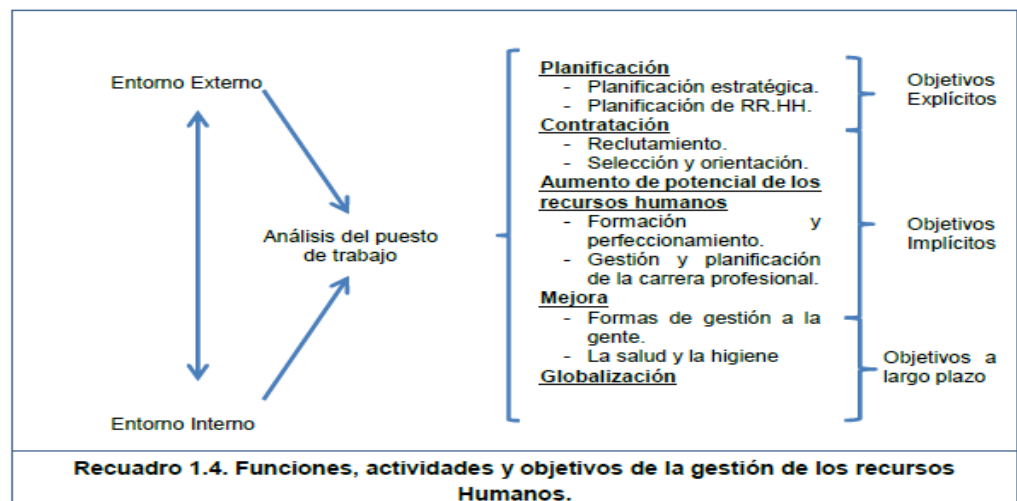 Entorno Externo
Análisis del puesto
de trabajo
Entorno Interno
Planificación
- Planificación estratégica.
- Planificación de RR.HH.
Contratación
- Reclutamiento.
- Selección y orientación.
Aumento de potencial de los
recursos humanos
- Formación y
perfeccionamiento.
- Gestión y planificación
de la carrera profesional.
Mejora
- Formas de gestión a la
gente.
- La salud y la higiene
Globalización
Objetivos
Explícitos
Objetivos
Implícitos
Objetivos a
largo plazo
Recuadro 1.4. Funciones, actividades y objetivos de la gestión de los recursos
Humanos.